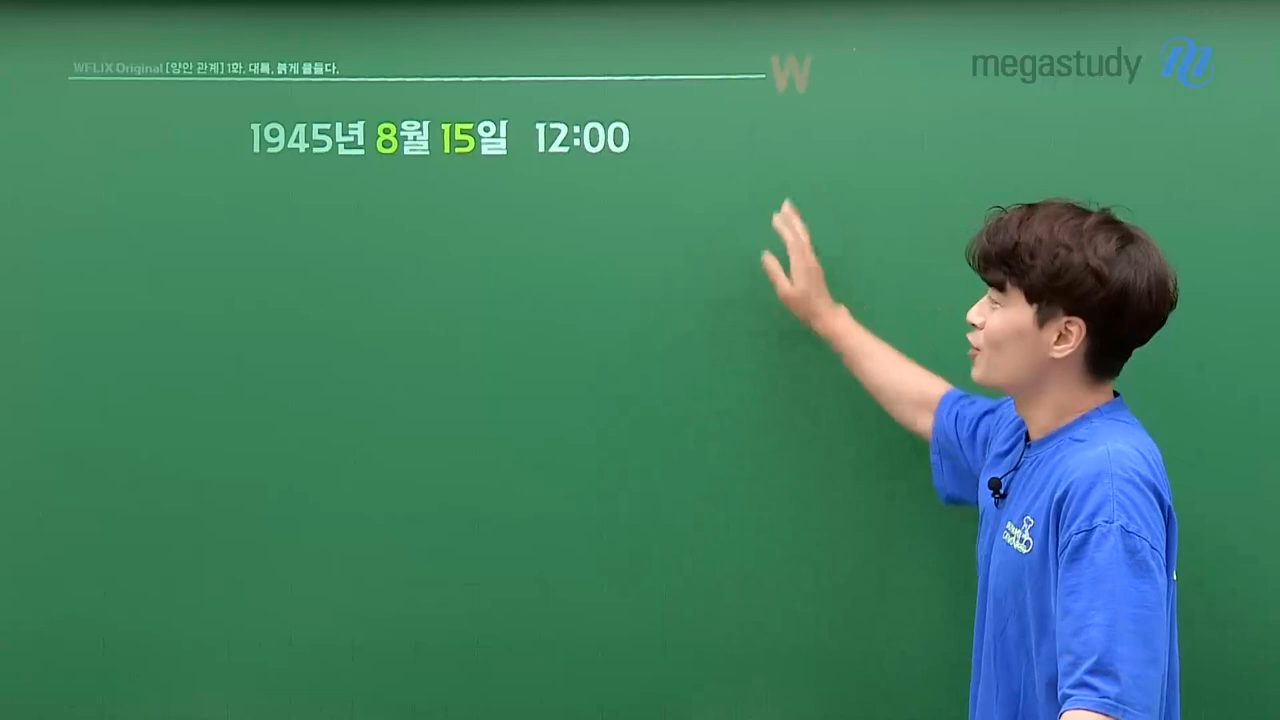 WFLIX Original [양안 관계] 1화. 대륙, 붉게 물들다.
W
megastudy
1945년 8월 15일 12:00